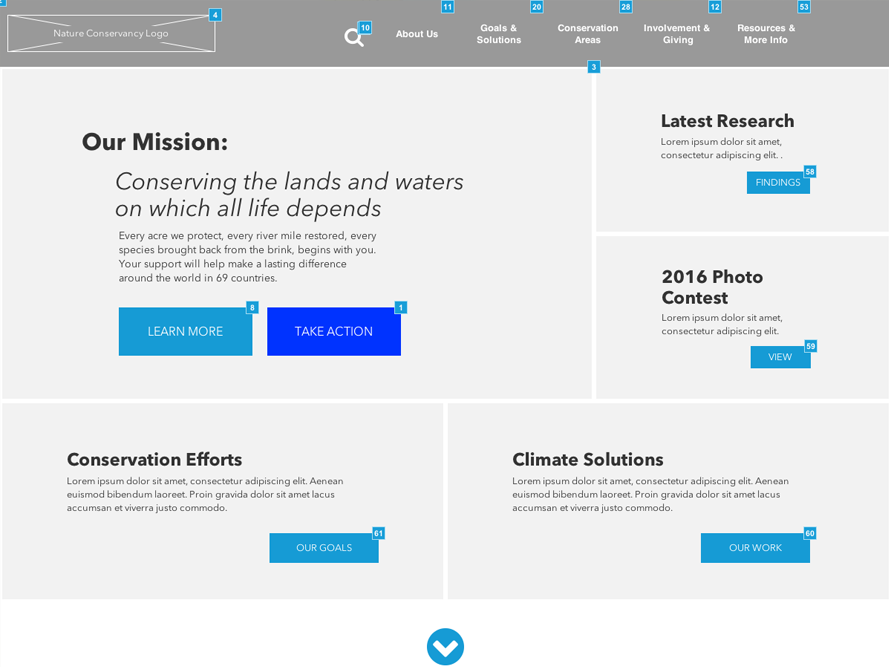 4
Nature Conservancy Logo
10
About Us
11
Goals &
Solutions
20
Conservation
Areas
28
Involvement &
Giving
12
Resources &
More Info
53
3
Our Mission:
Conserving the lands and waters
on which all life depends
Every acre we protect, every river mile restored, every
species brought back from the brink, begins with you.
Your support will help make a lasting difference
around the world in 69 countries.
LEARN MORE
8
TAKE ACTION
1
Latest Research
Lorem ipsum dolor sit amet,
consectetur adipiscing elit. .
FINDINGS
58
2016 Photo
Contest
Lorem ipsum dolor sit amet,
consectetur adipiscing elit.
VIEW
59
Conservation Efforts
Lorem ipsum dolor sit amet, consectetur adipiscing elit. Aenean
euismod bibendum laoreet. Proin gravida dolor sit amet lacus
accumsan et viverra justo commodo.
OUR GOALS
61
Climate Solutions
Lorem ipsum dolor sit amet, consectetur adipiscing elit. Aenean
euismod bibendum laoreet. Proin gravida dolor sit amet lacus
accumsan et viverra justo commodo.
OUR WORK
60